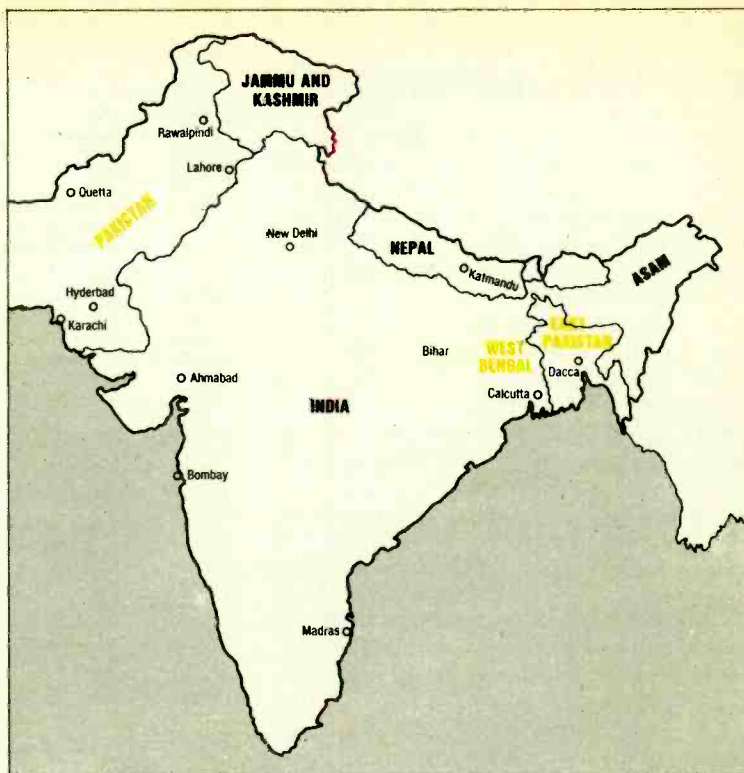 JAMMU AND
KASHMIR
Rawalpindi
Lahore
Quetta
PAKISTAN
New Delhi
NEPAL
Katmandu
ASAM
Hyderbad
Karachi
EAST
PAKISTAN
Bihar
WEST
BENGAL
Dacca
Ahmabad
Calcutta
INDIA
Bombay
Madras